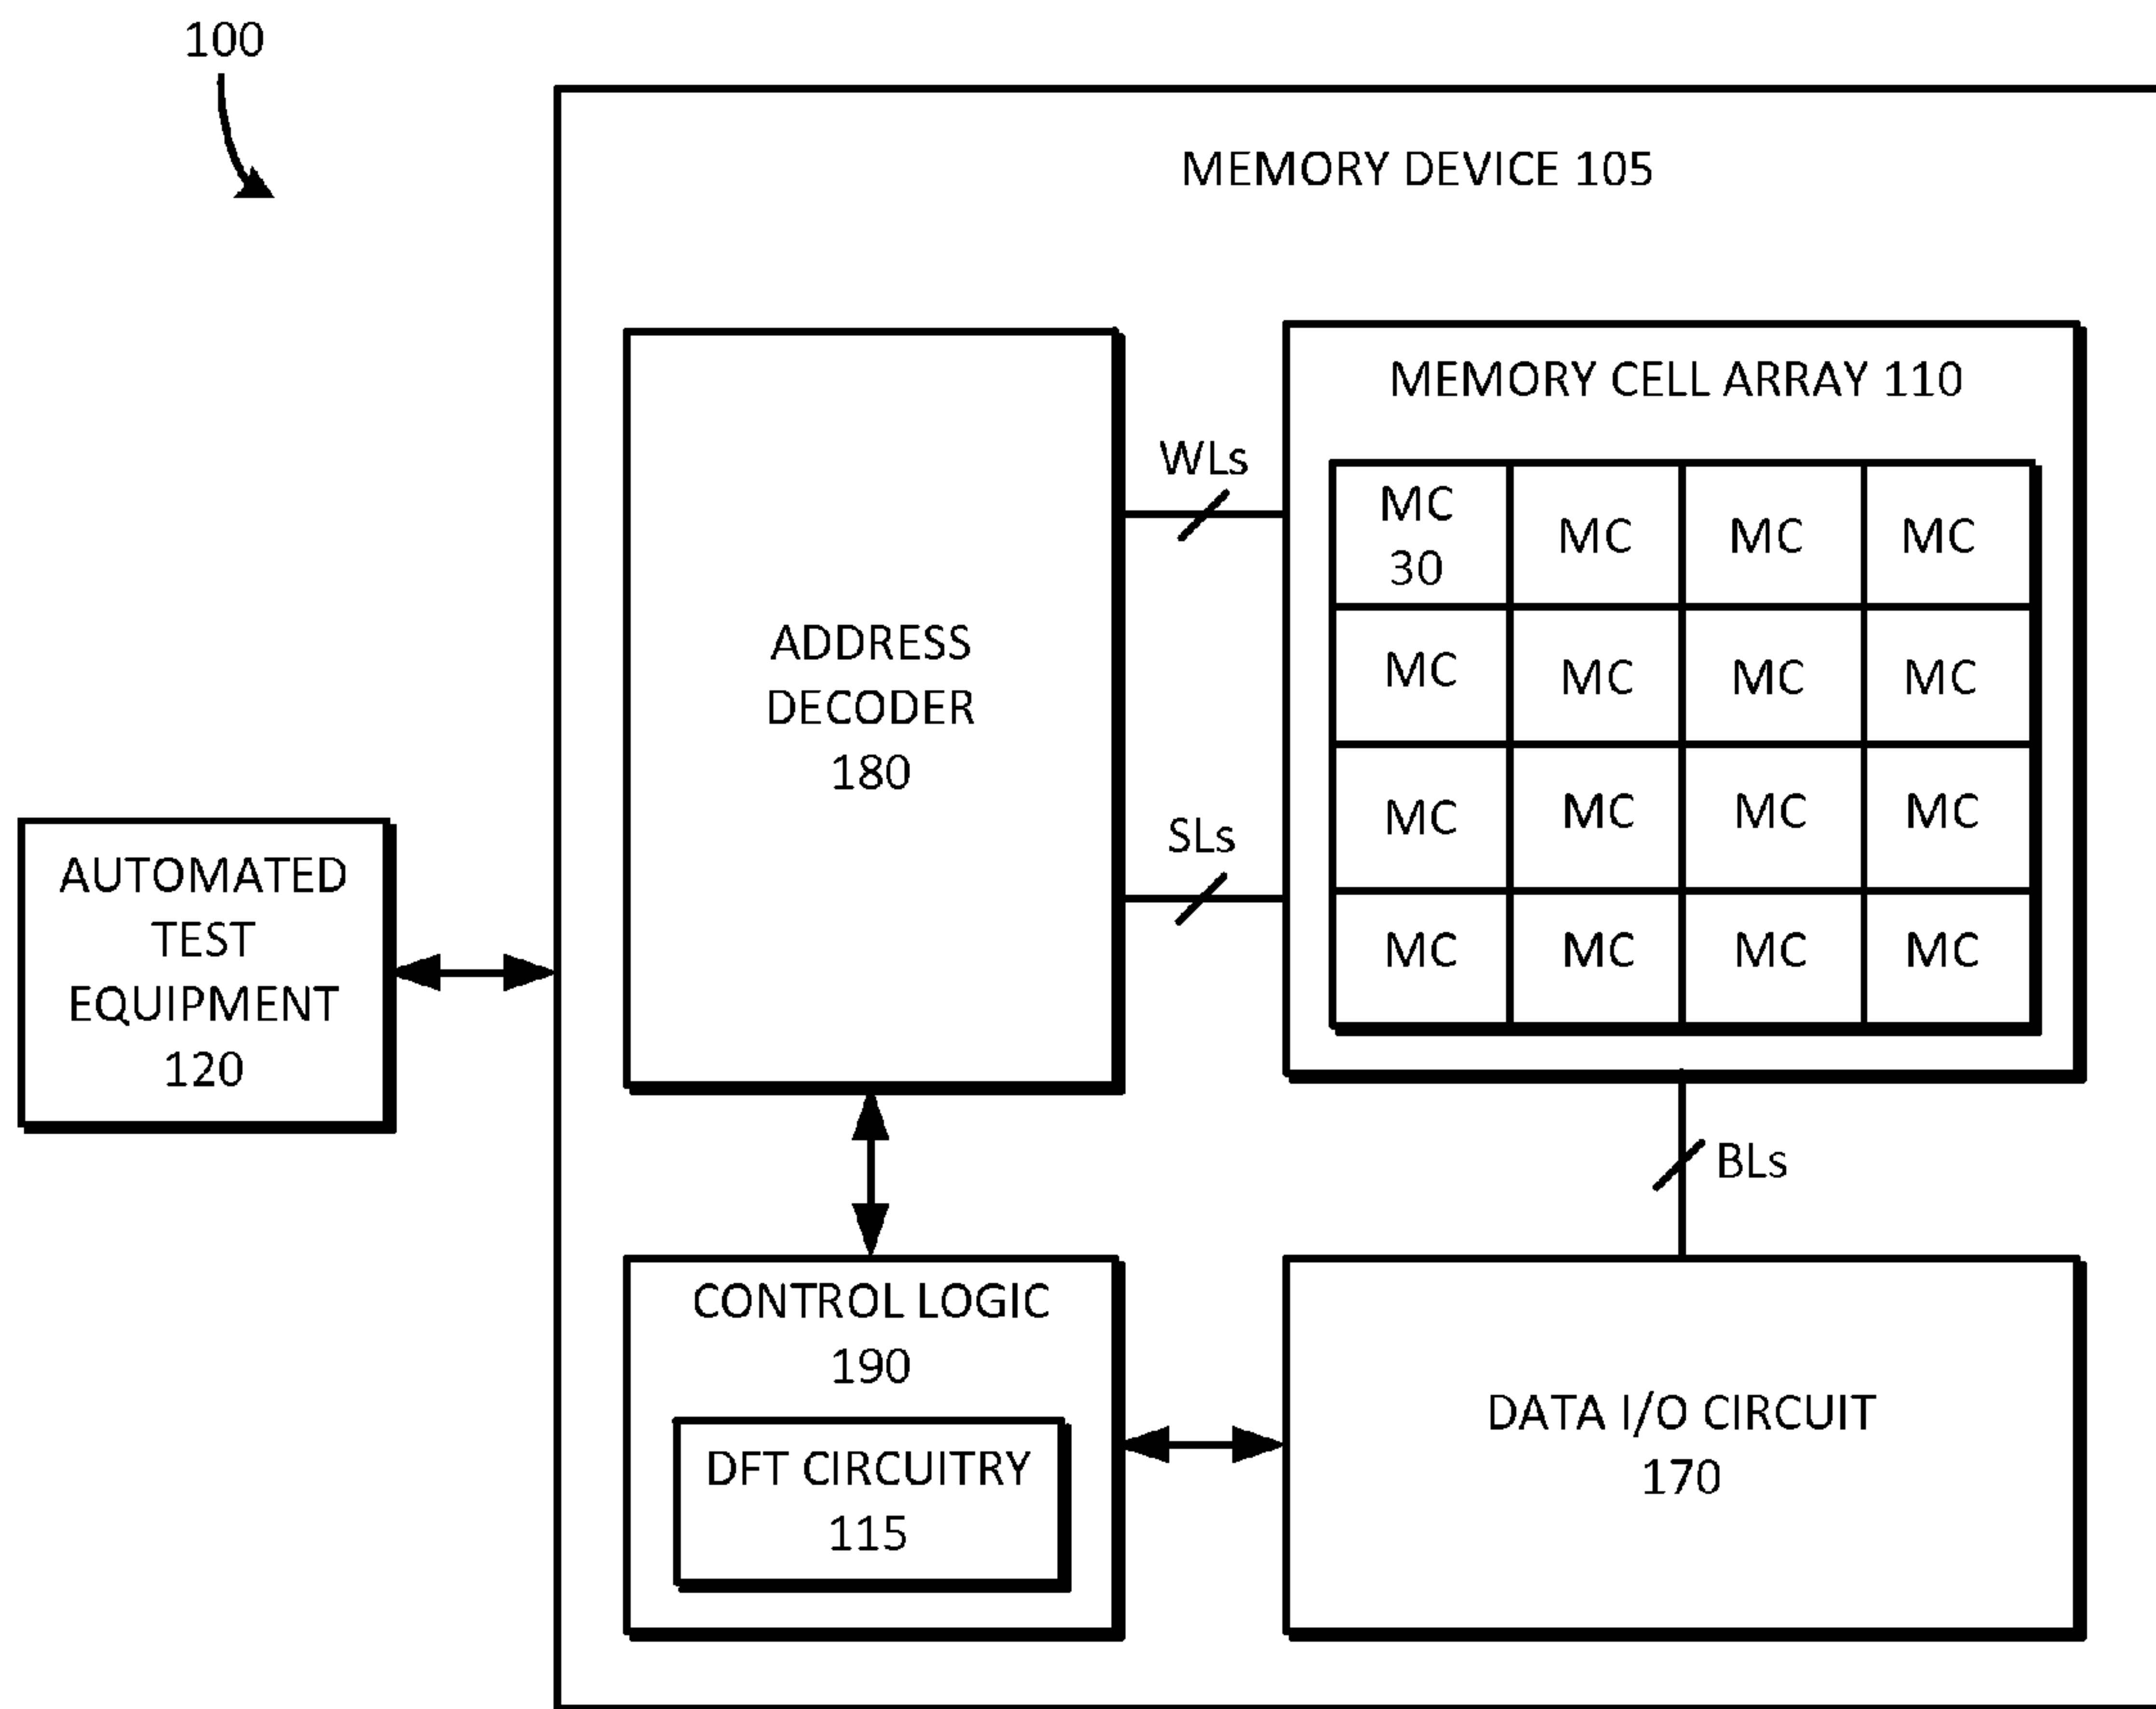 100
MEMORY DEVICE 105
ADDRESS
DECODER
180
WLs
SLs
MEMORY CELL ARRAY 110
MC
30
MC MC MC
MC MC MC MC
MC MC MC MC
MC MC MC MC
AUTOMATED
TEST
EQUIPMENT
120
BLs
CONTROL LOGIC
190
DFT CIRCUITRY
115
DATA I/O CIRCUIT
170